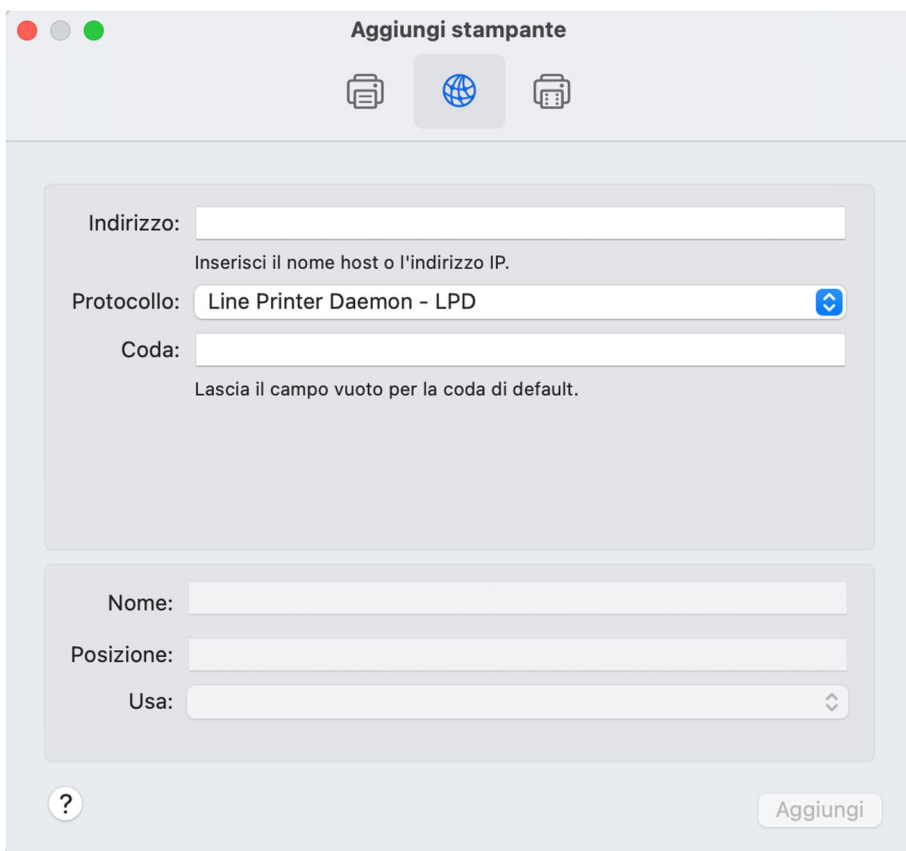 Aggiungi stampante
Indirizzo:
Inserisci il nome host o l'indirizzo IP.
Protocollo: Line Printer Daemon - LPD
Coda:
Lascia il campo vuoto per la coda di default.
Nome:
Posizione:
Usa:
?
Aggiungi